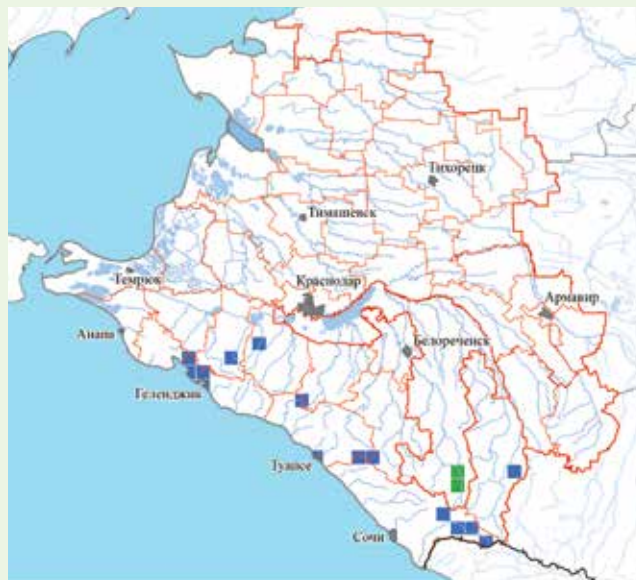 Тихорецк
Тимашевск
Темрюк
Краснодар
Армавир
Анапа
Белореченск
Геленджик
Туапсе
Сочи